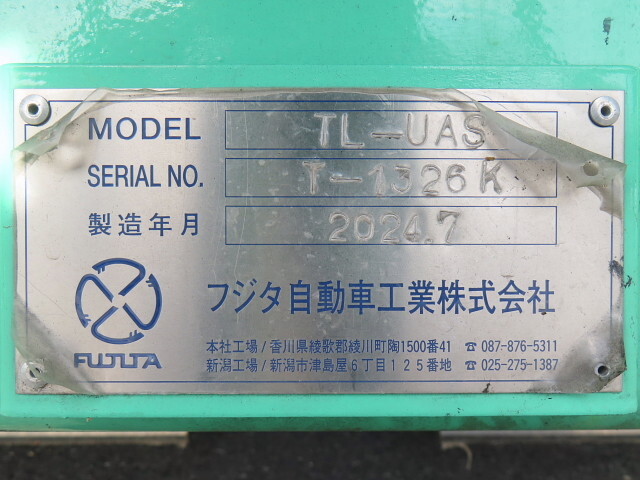 MODEL TL-UAS
SERIAL NO. T-1326K
製造年月 2024.7
フジタ自動車工業株式会社
FUJITA
本社工場/香川県綾歌郡綾川町陶1500番41 ☎087-876-5311
新潟工場/新潟市津島屋6丁目125番地 ☎025-275-1387